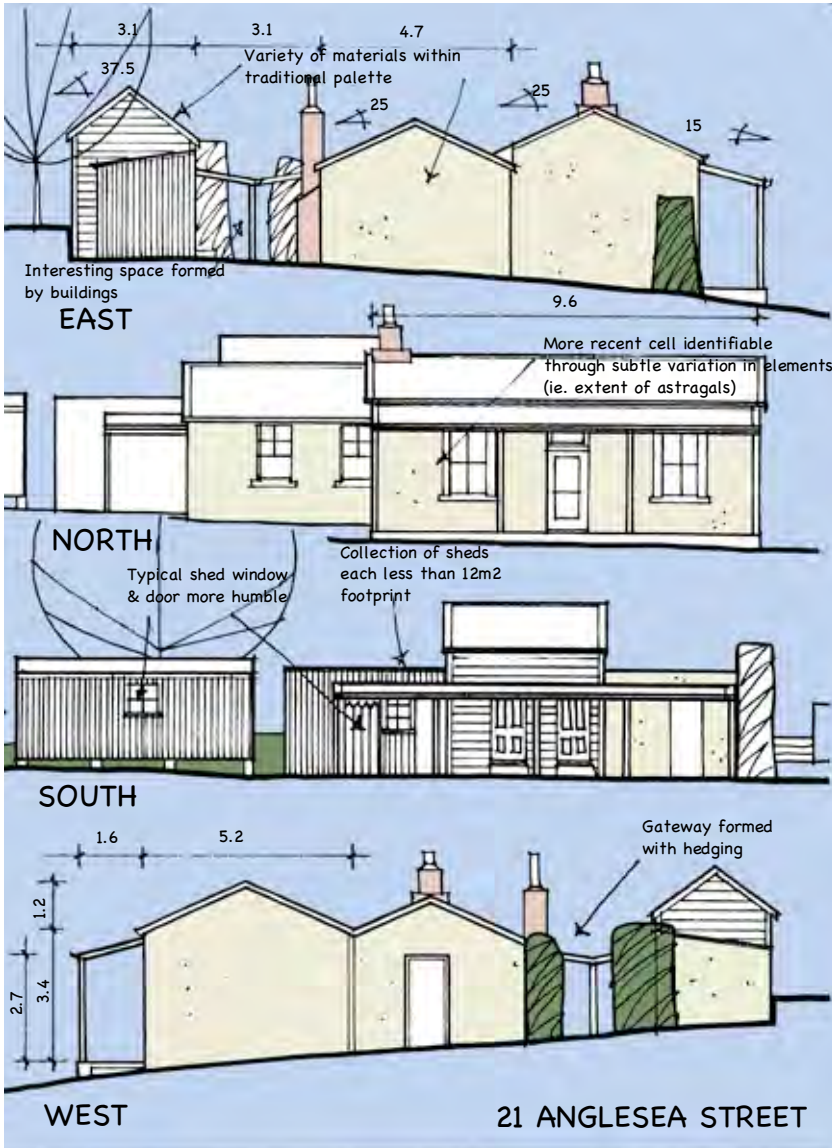 3.1
3.1
4.7
Variety of materials within
traditional palette
37.5
25
25
15
Interesting space formed
by buildings
EAST
9.6
More recent cell identifiable
through subtle variation in elements
(ie. extent of astragals)
NORTH
Collection of sheds
each less than 12m2
footprint
Typical shed window
& door more humble
SOUTH
1.6
5.2
Gateway formed
with hedging
1.2
2.7
3.4
WEST
21 ANGLESEA STREET